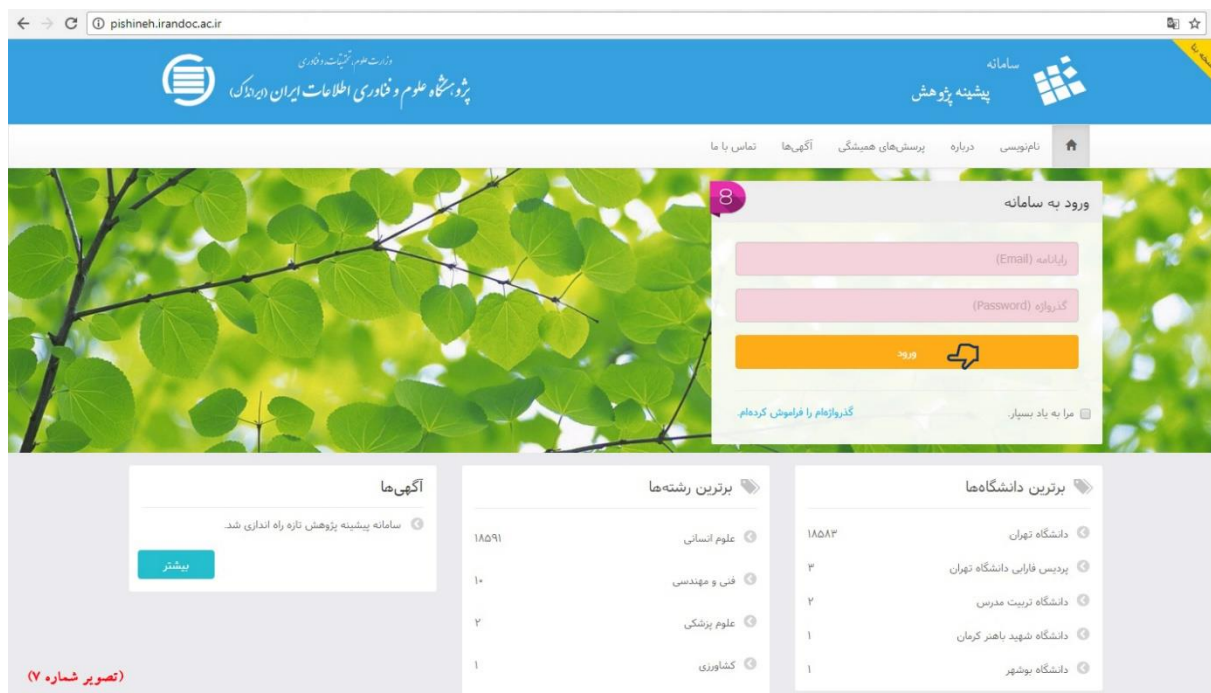 pishineh.irandoc.ac.ir
سامانه
پیشینه پژوهش
وزارت علوم، تحقیقات و فناوری
پژوهشگاه علوم و فناوری اطلاعات ایران (ایرانداک)
نام‌نویسی درباره پرسش‌های همیشگی آگهی‌ها تماس با ما
ورود به سامانه
8
رایانامه (Email)
گذرواژه (Password)
ورود
مرا به یاد بسپار.
گذرواژه‌ام را فراموش کرده‌ام.
برترین دانشگاه‌ها
دانشگاه تهران ۱۸۵۸۳
پردیس فارابی دانشگاه تهران ۳
دانشگاه تربیت مدرس ۲
دانشگاه شهید باهنر کرمان ۱
دانشگاه بوشهر ۱
برترین رشته‌ها
علوم انسانی ۱۸۵۹۱
فنی و مهندسی ۱۰
علوم پزشکی ۲
کشاورزی ۱
آگهی‌ها
سامانه پیشینه پژوهش تازه راه اندازی شد.
بیشتر
(تصویر شماره ۷)